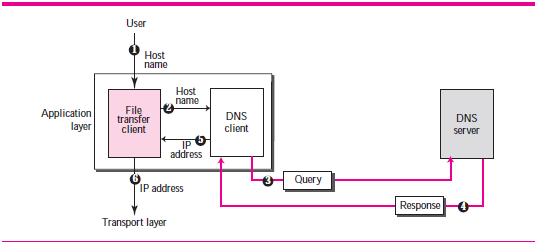 User
1
Host
name
Application
layer
File
transfer
client
2
Host
name
5
IP
address
DNS
client
DNS
server
3
Query
Response
4
6
IP address
Transport layer